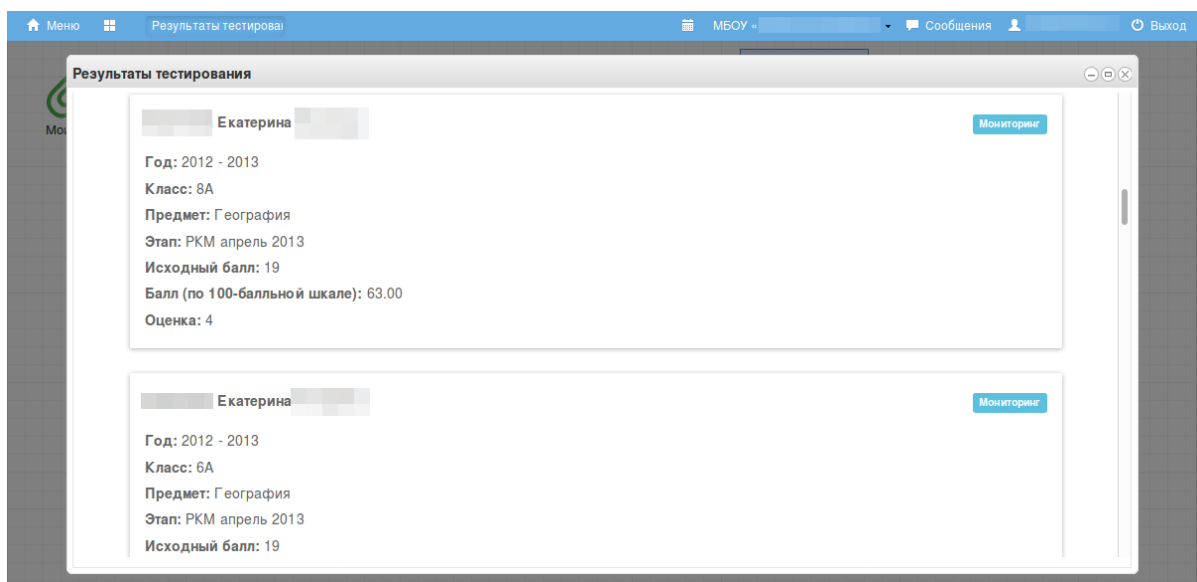 Меню Результаты тестирова МБОУ « Сообщения Выход
Результаты тестирования
Мо
Екатерина Мониторинг
Год: 2012 - 2013
Класс: 8А
Предмет: География
Этап: РКМ апрель 2013
Исходный балл: 19
Балл (по 100-балльной шкале): 63.00
Оценка: 4
Екатерина Мониторинг
Год: 2012 - 2013
Класс: 6А
Предмет: География
Этап: РКМ апрель 2013
Исходный балл: 19